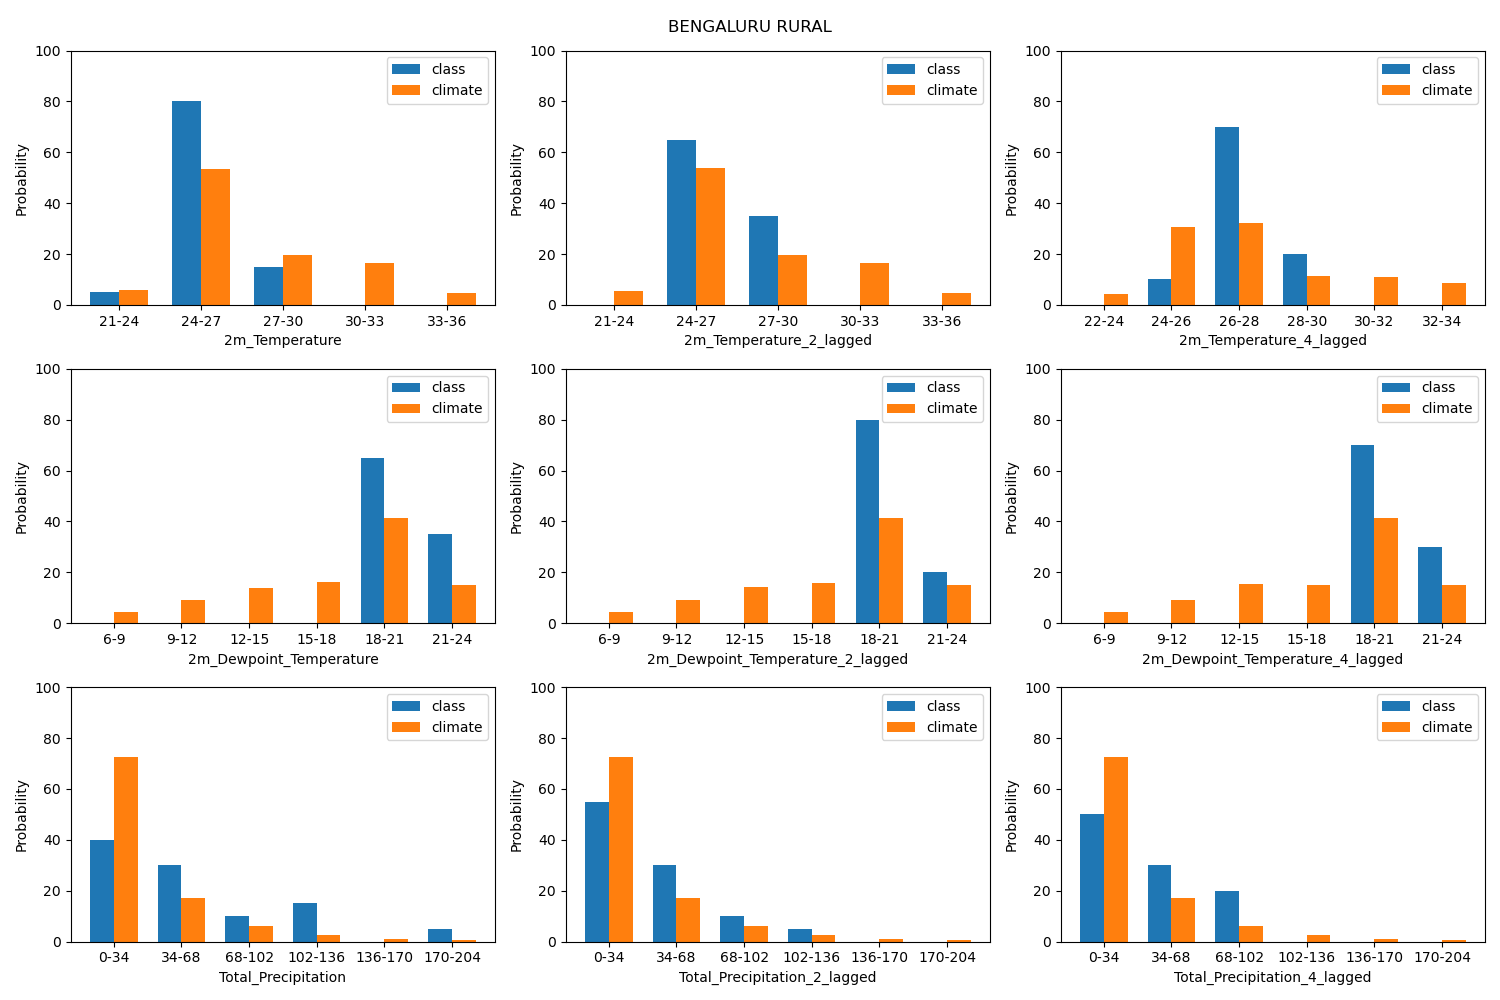 BENGALURU RURAL
100
80
60
40
20
0
Probability
class
climate
21-24 24-27 27-30 30-33 33-36
2m_Temperature
100
80
60
40
20
0
Probability
class
climate
21-24 24-27 27-30 30-33 33-36
2m_Temperature_2_lagged
100
80
60
40
20
0
Probability
class
climate
22-24 24-26 26-28 28-30 30-32 32-34
2m_Temperature_4_lagged
100
80
60
40
20
0
Probability
class
climate
6-9 9-12 12-15 15-18 18-21 21-24
2m_Dewpoint_Temperature
100
80
60
40
20
0
Probability
class
climate
6-9 9-12 12-15 15-18 18-21 21-24
2m_Dewpoint_Temperature_2_lagged
100
80
60
40
20
0
Probability
class
climate
6-9 9-12 12-15 15-18 18-21 21-24
2m_Dewpoint_Temperature_4_lagged
100
80
60
40
20
0
Probability
class
climate
0-34 34-68 68-102 102-136 136-170 170-204
Total_Precipitation
100
80
60
40
20
0
Probability
class
climate
0-34 34-68 68-102 102-136 136-170 170-204
Total_Precipitation_2_lagged
100
80
60
40
20
0
Probability
class
climate
0-34 34-68 68-102 102-136 136-170 170-204
Total_Precipitation_4_lagged